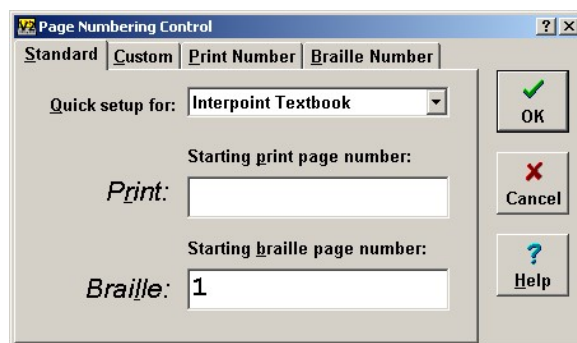 Page Numbering Control
Standard Custom Print Number Braille Number
Quick setup for: Interpoint Textbook
OK
Starting print page number:
Print:
Cancel
Starting braille page number:
Braille: 1
Help